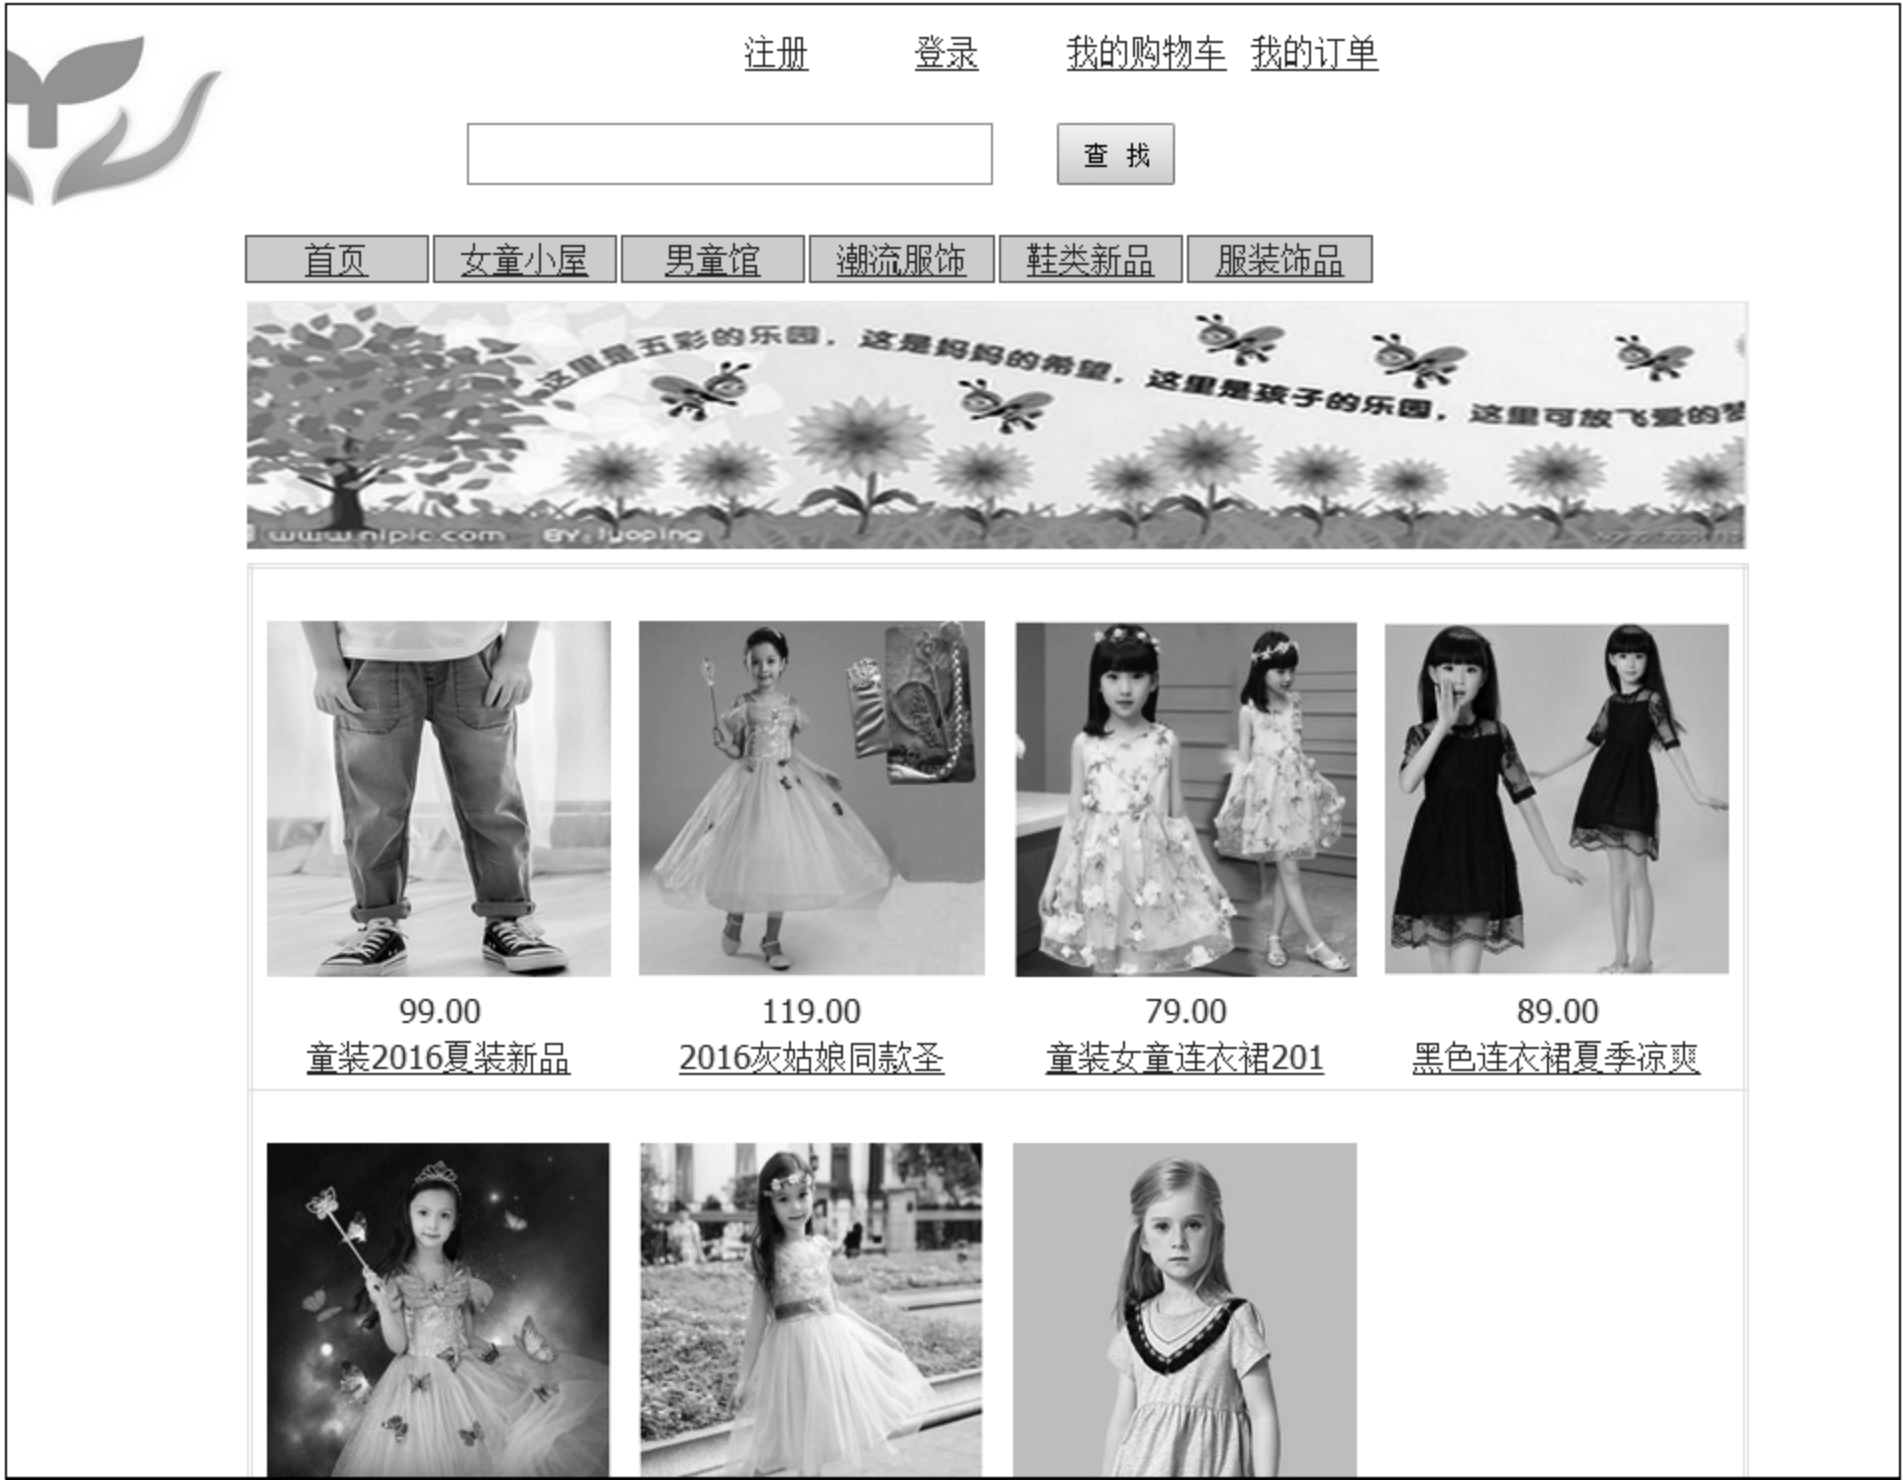 注册 登录 我的购物车 我的订单
查 找
首页 女童小屋 男童馆 潮流服饰 鞋类新品 服装饰品
这里是五彩的乐园，这是妈妈的希望，这里是孩子的乐园，这里可放飞爱的梦
www.nipic.com BY:lyoping
99.00 119.00 79.00 89.00
童装2016夏装新品 2016灰姑娘同款圣 童装女童连衣裙201 黑色连衣裙夏季凉爽